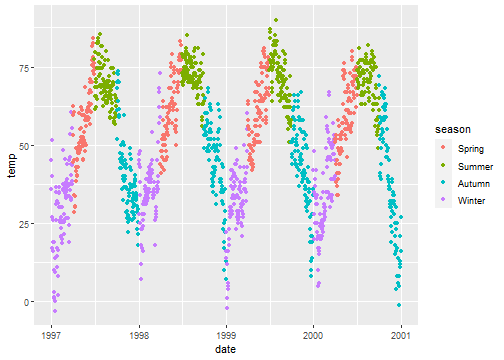 75
50
25
0
temp
1997
1998
1999
2000
2001
date
season
Spring
Summer
Autumn
Winter